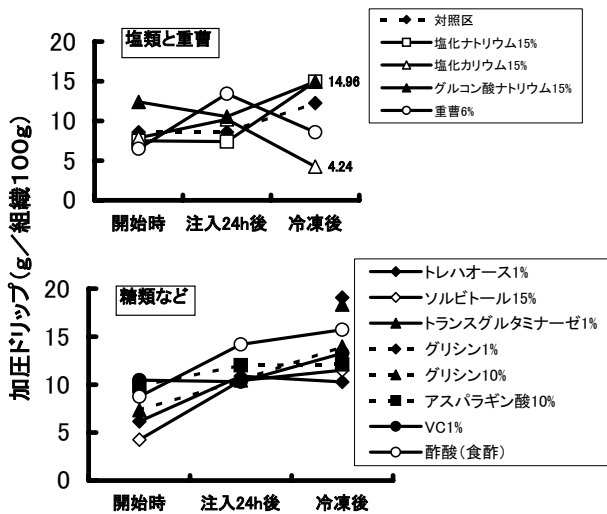 加圧ドリップ(g／組織100g)
塩類と重曹
20
15
10
5
0
14.96
4.24
開始時 注入24h後 冷凍後
対照区
塩化ナトリウム15%
塩化カリウム15%
グルコン酸ナトリウム15%
重曹6%
糖類など
20
15
10
5
0
開始時 注入24h後 冷凍後
トレハオース1%
ソルビトール15%
トランスグルタミナーゼ1%
グリシン1%
グリシン10%
アスパラギン酸10%
VC1%
酢酸（食酢）